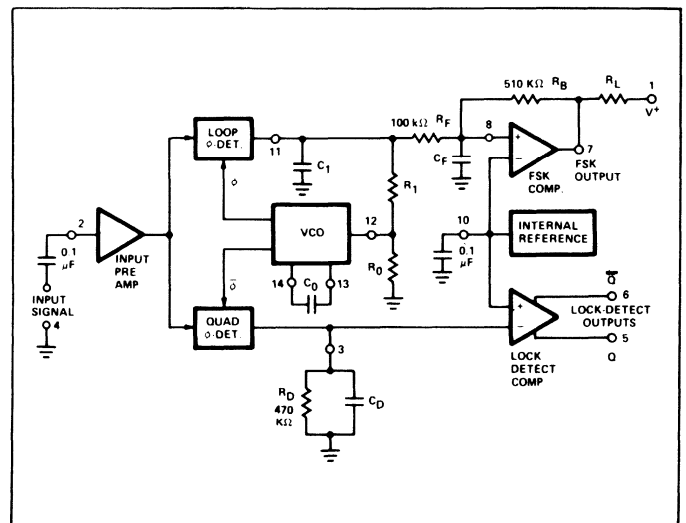 510 KΩ R_B R_L 1
V+
100 kΩ R_F
LOOP
ϕ-DET.
11
8
+
−
7
C_1
C_F
FSK
COMP.
FSK
OUTPUT
ϕ
R_1
2
VCO
12
10
INTERNAL
REFERENCE
0.1
μF
INPUT
PRE
AMP
0.1
μF
R_0
14 C_0 13
Q̅
6
INPUT
SIGNAL
4
ϕ̅
+
−
LOCK-DETECT
OUTPUTS
5
QUAD
ϕ-DET.
3
LOCK
DETECT
COMP
Q
R_D
470
KΩ
C_D